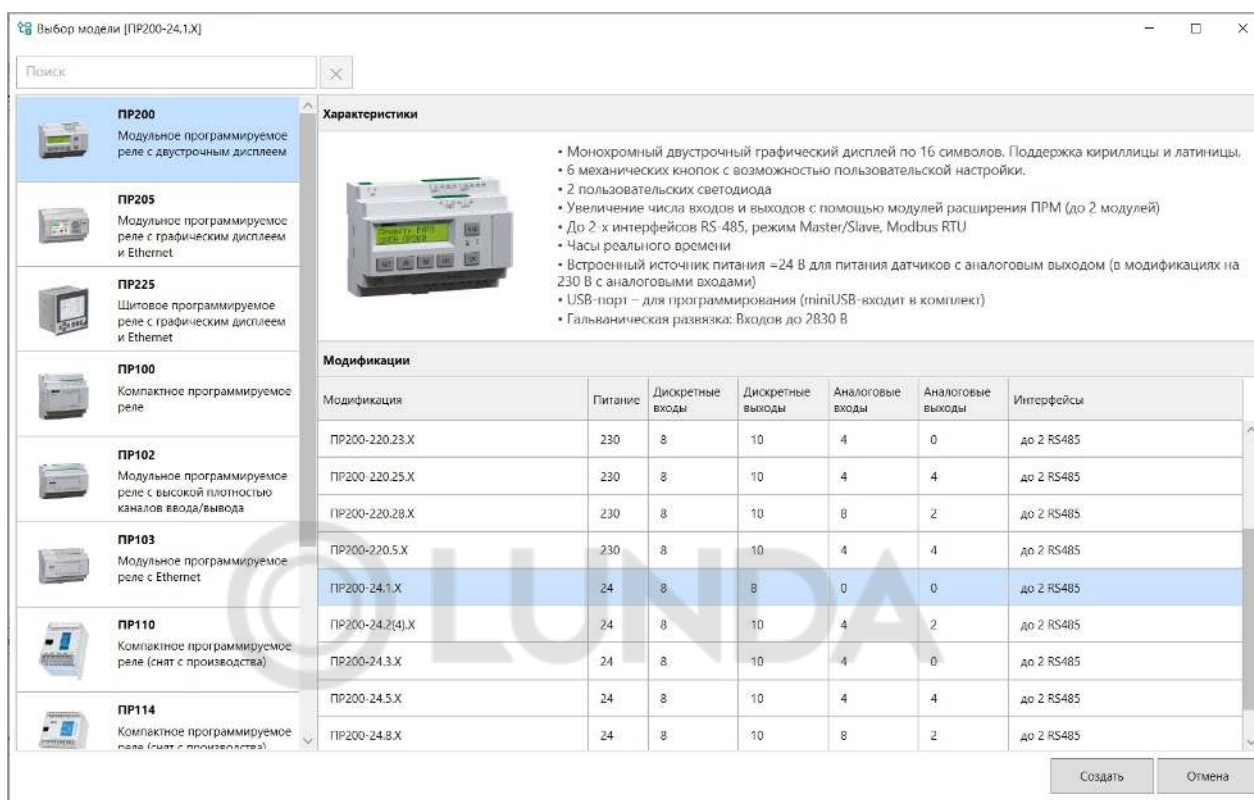 Выбор модели [ПР200-24.1.X]
Поиск
ПР200
Модульное программируемое
реле с двустрочным дисплеем
ПР205
Модульное программируемое
реле с графическим дисплеем
и Ethernet
ПР225
Щитовое программируемое
реле с графическим дисплеем
и Ethernet
ПР100
Компактное программируемое
реле
ПР102
Модульное программируемое
реле с высокой плотностью
каналов ввода/вывода
ПР103
Модульное программируемое
реле с Ethernet
ПР110
Компактное программируемое
реле (снят с производства)
ПР114
Компактное программируемое
реле (снят с производства)
Характеристики
• Монохромный двустрочный графический дисплей по 16 символов. Поддержка кириллицы и латиницы.
• 6 механических кнопок с возможностью пользовательской настройки.
• 2 пользовательских светодиода
• Увеличение числа входов и выходов с помощью модулей расширения ПРМ (до 2 модулей)
• До 2-х интерфейсов RS-485, режим Master/Slave, Modbus RTU
• Часы реального времени
• Встроенный источник питания =24 В для питания датчиков с аналоговым выходом (в модификациях на
230 В с аналоговыми входами)
• USB-порт – для программирования (miniUSB-входит в комплект)
• Гальваническая развязка: Входов до 2830 В
Модификации
Модификация Питание Дискретные входы Дискретные выходы Аналоговые входы Аналоговые выходы Интерфейсы
ПР200-220.23.X 230 8 10 4 0 до 2 RS485
ПР200-220.25.X 230 8 10 4 4 до 2 RS485
ПР200-220.28.X 230 8 10 8 2 до 2 RS485
ПР200-220.5.X 230 8 10 4 4 до 2 RS485
ПР200-24.1.X 24 8 8 0 0 до 2 RS485
ПР200-24.2(4).X 24 8 10 4 2 до 2 RS485
ПР200-24.3.X 24 8 10 4 0 до 2 RS485
ПР200-24.5.X 24 8 10 4 4 до 2 RS485
ПР200-24.8.X 24 8 10 8 2 до 2 RS485
LUNDA
Создать
Отмена